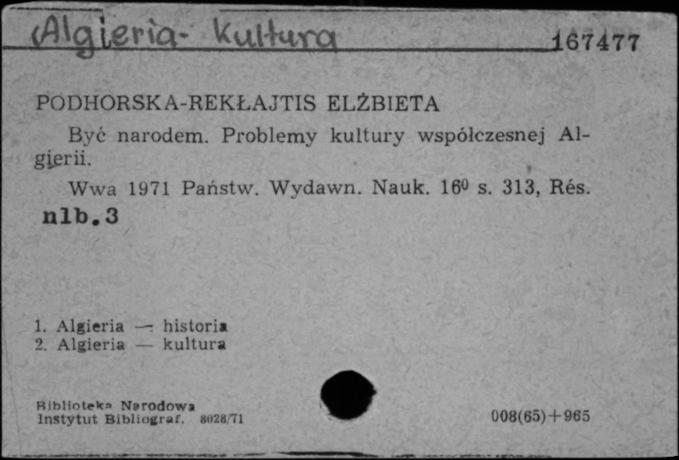 Algieria- Kultura
167477
PODHORSKA-REKŁAJTIS ELŻBIETA
Być narodem. Problemy kultury współczesnej Al-
gierii.
Wwa 1971 Państw. Wydawn. Nauk. 16⁰ s. 313, Rés.
nlb.3
1. Algieria — historia
2. Algieria — kultura
Biblioteka Narodowa
Instytut Bibliograf. 8028/71
008(65)+965